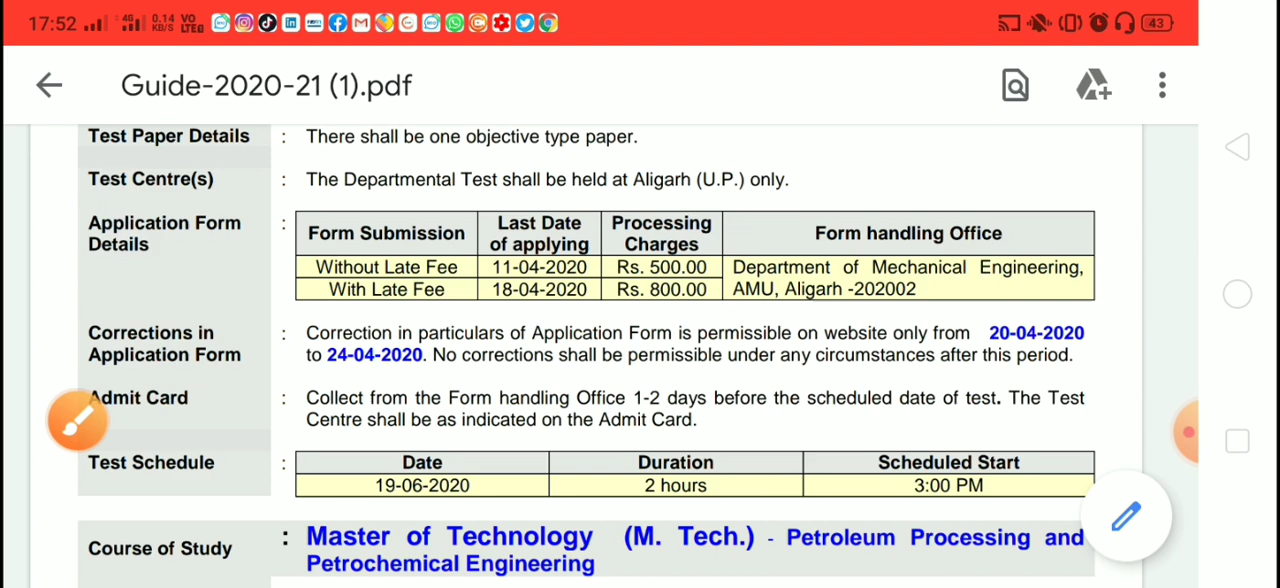 17:52 4G 0.14 KB/S VO LTE 43
Guide-2020-21 (1).pdf
Test Paper Details : There shall be one objective type paper.
Test Centre(s) : The Departmental Test shall be held at Aligarh (U.P.) only.
Application Form Details :
Form Submission Last Date of applying Processing Charges Form handling Office
Without Late Fee 11-04-2020 Rs. 500.00 Department of Mechanical Engineering,
With Late Fee 18-04-2020 Rs. 800.00 AMU, Aligarh -202002
Corrections in : Correction in particulars of Application Form is permissible on website only from 20-04-2020
Application Form to 24-04-2020. No corrections shall be permissible under any circumstances after this period.
Admit Card : Collect from the Form handling Office 1-2 days before the scheduled date of test. The Test
Centre shall be as indicated on the Admit Card.
Test Schedule : Date Duration Scheduled Start
19-06-2020 2 hours 3:00 PM
Course of Study : Master of Technology (M. Tech.) - Petroleum Processing and
Petrochemical Engineering